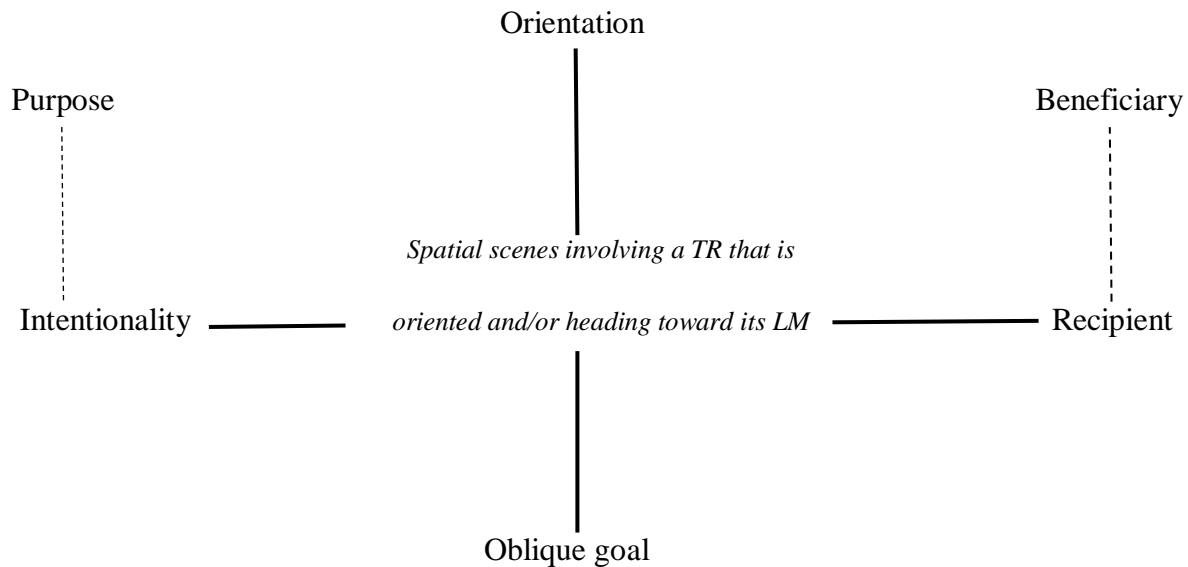 Orientation
Purpose
Beneficiary
Spatial scenes involving a TR that is
Intentionality
oriented and/or heading toward its LM
Recipient
Oblique goal